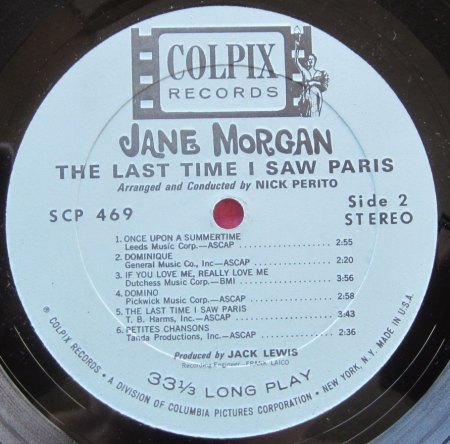 COLPIX
RECORDS
JANE MORGAN
THE LAST TIME I SAW PARIS
Arranged and Conducted by NICK PERITO
SCP 469
Side 2
STEREO
1. ONCE UPON A SUMMERTIME
Leeds Music Corp.—ASCAP .................... 2:55
2. DOMINIQUE
General Music Co., Inc—ASCAP .............. 2:20
3. IF YOU LOVE ME, REALLY LOVE ME
Dutchess Music Corp.—BMI .................. 3:56
4. DOMINO
Pickwick Music Corp.—ASCAP ................ 2:58
5. THE LAST TIME I SAW PARIS
T. B. Harms, Inc—ASCAP .................... 3:43
6. PETITES CHANSONS
Tanda Productions, Inc.—ASCAP ............. 2:36
Produced by JACK LEWIS
Recording Engineer—FRANK LAICO
33⅓ LONG PLAY
® COLPIX RECORDS • A DIVISION OF COLUMBIA PICTURES CORPORATION • NEW YORK, N.Y. MADE IN U.S.A.